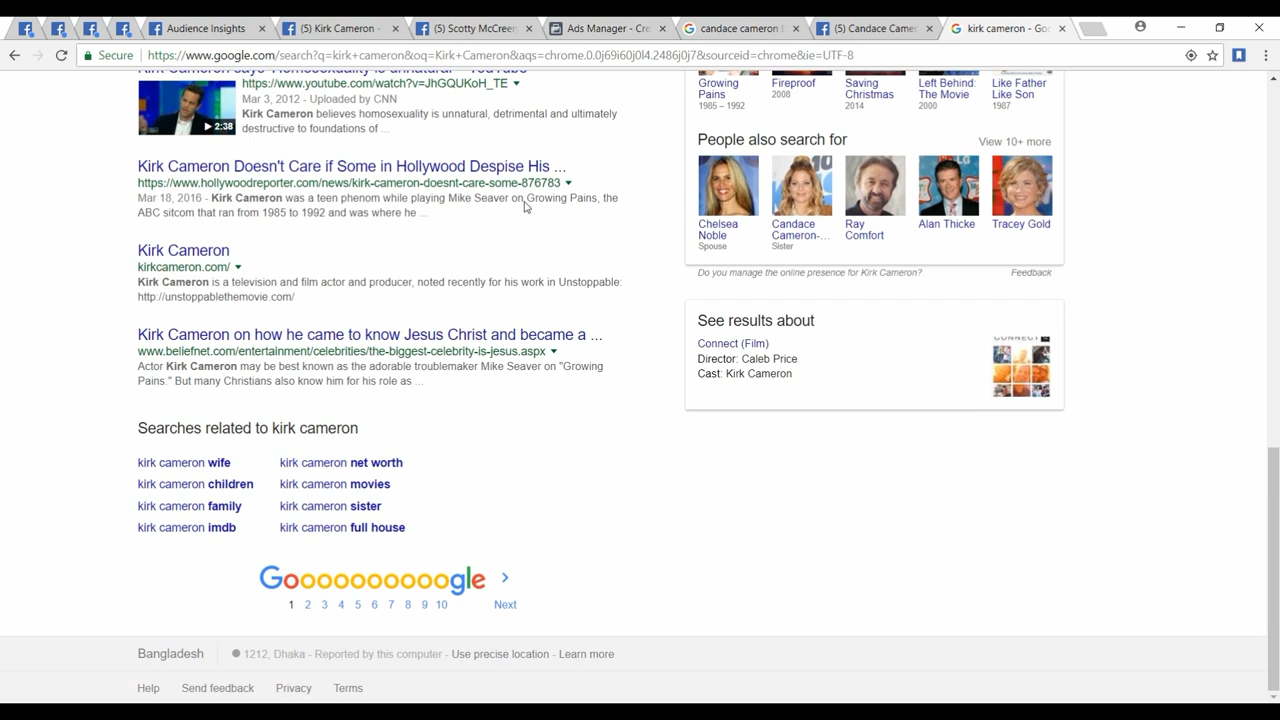 Audience Insights
(5) Kirk Cameron -
(5) Scotty McCreer
Ads Manager - Cre
candace cameron
(5) Candace Came
kirk cameron - Goo
Secure
https://www.google.com/search?q=kirk+cameron&oq=Kirk+Cameron&aqs=chrome.0.0j69i60j0l4.2486j0j7&sourceid=chrome&ie=UTF-8
Kirk Cameron says 'Homosexuality is unnatural' - YouTube
https://www.youtube.com/watch?v=JhGQUKoH_TE
Mar 3, 2012 - Uploaded by CNN
Kirk Cameron believes homosexuality is unnatural, detrimental and ultimately
destructive to foundations of ...
2:38
Kirk Cameron Doesn't Care if Some in Hollywood Despise His ...
https://www.hollywoodreporter.com/news/kirk-cameron-doesnt-care-some-876783
Mar 18, 2016 - Kirk Cameron was a teen phenom while playing Mike Seaver on Growing Pains, the
ABC sitcom that ran from 1985 to 1992 and was where he ...
Kirk Cameron
kirkcameron.com/
Kirk Cameron is a television and film actor and producer, noted recently for his work in Unstoppable:
http://unstoppablethemovie.com/
Kirk Cameron on how he came to know Jesus Christ and became a ...
www.beliefnet.com/entertainment/celebrities/the-biggest-celebrity-is-jesus.aspx
Actor Kirk Cameron may be best known as the adorable troublemaker Mike Seaver on "Growing
Pains." But many Christians also know him for his role as ...
Searches related to kirk cameron
kirk cameron wife
kirk cameron net worth
kirk cameron children
kirk cameron movies
kirk cameron family
kirk cameron sister
kirk cameron imdb
kirk cameron full house
Goooooooooogle
1 2 3 4 5 6 7 8 9 10 Next
Growing
Pains
1985 – 1992
Fireproof
2008
Saving
Christmas
2014
Left Behind:
The Movie
2000
Like Father
Like Son
1987
People also search for
View 10+ more
Chelsea
Noble
Spouse
Candace
Cameron-...
Sister
Ray
Comfort
Alan Thicke
Tracey Gold
Do you manage the online presence for Kirk Cameron?
Feedback
See results about
Connect (Film)
Director: Caleb Price
Cast: Kirk Cameron
CONNECT
Bangladesh
1212, Dhaka - Reported by this computer - Use precise location - Learn more
Help
Send feedback
Privacy
Terms